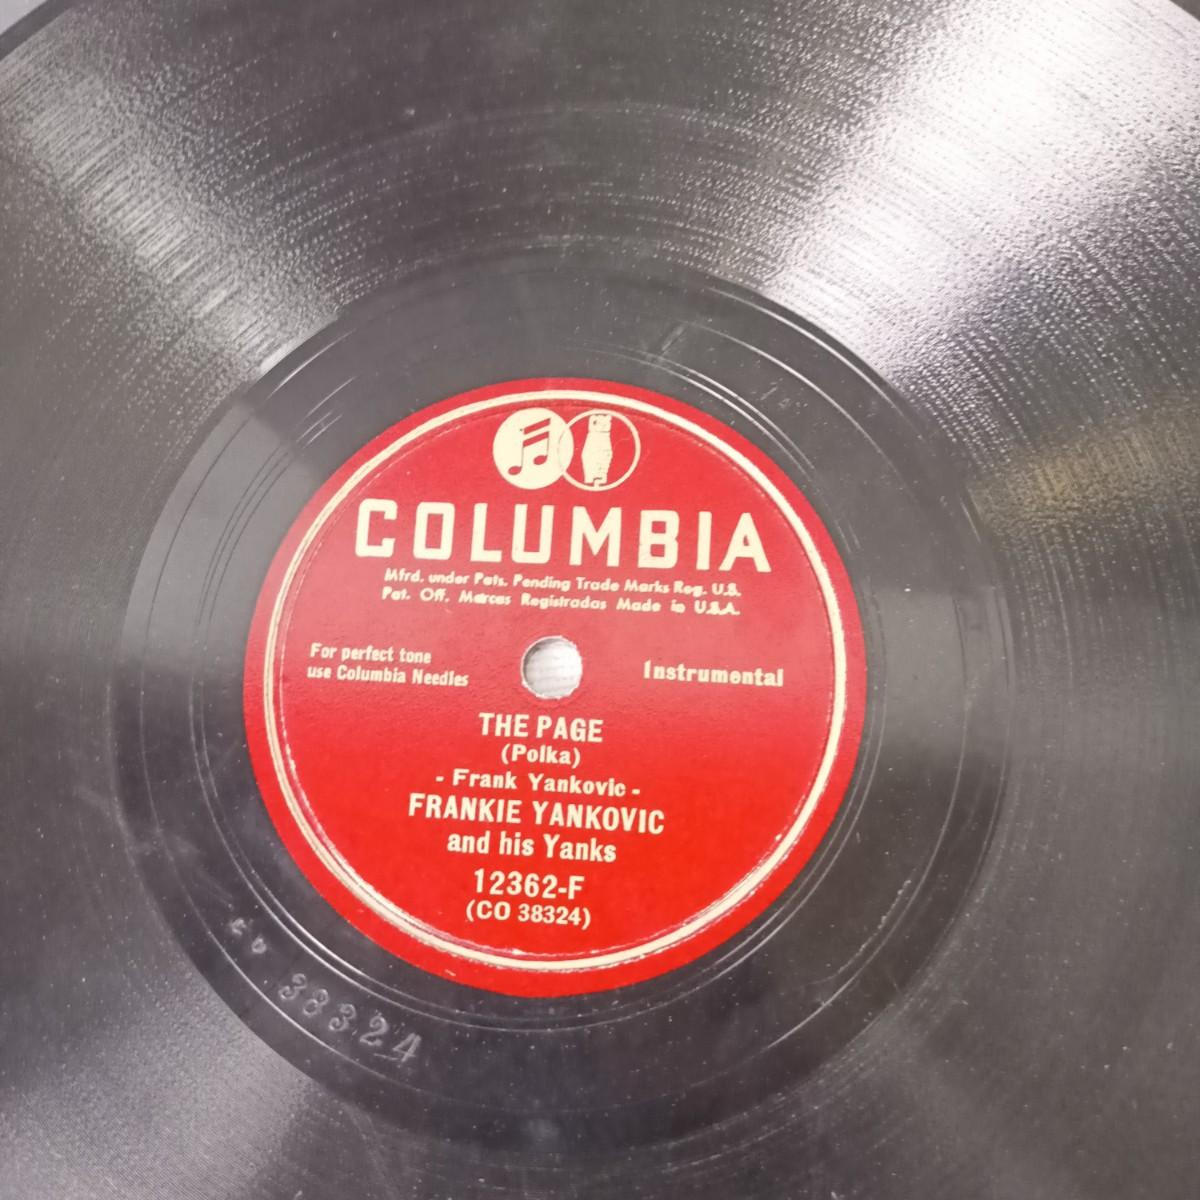 COLUMBIA
Mfrd. under Pats. Pending Trade Marks Reg. U.S.
Pat. Off. Marcas Registradas Made in U.S.A.
For perfect tone
use Columbia Needles
Instrumental
THE PAGE
(Polka)
- Frank Yankovic -
FRANKIE YANKOVIC
and his Yanks
12362-F
(CO 38324)
38324